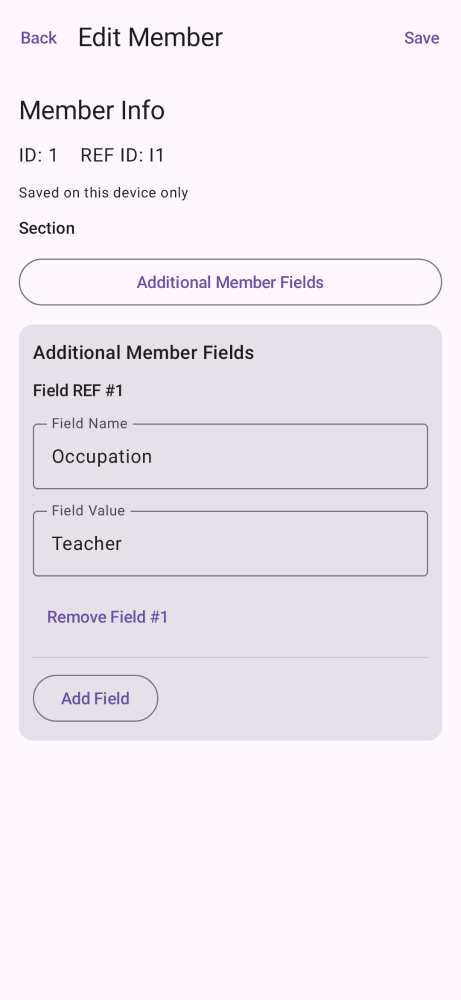 Back Edit Member Save
Member Info
ID: 1 REF ID: I1
Saved on this device only
Section
Additional Member Fields
Additional Member Fields
Field REF #1
Field Name
Occupation
Field Value
Teacher
Remove Field #1
Add Field